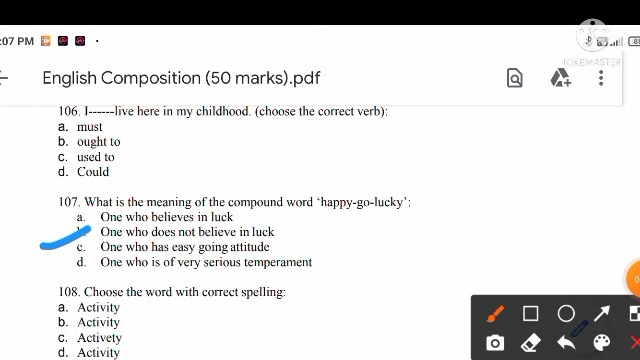 :07 PM
KINEMASTER
English Composition (50 marks).pdf
106. I------live here in my childhood. (choose the correct verb):
a. must
b. ought to
c. used to
d. Could
107. What is the meaning of the compound word ‘happy-go-lucky’:
a. One who believes in luck
b. One who does not believe in luck
c. One who has easy going attitude
d. One who is of very serious temperament
108. Choose the word with correct spelling:
a. Activity
b. Activity
c. Activety
d. Activity